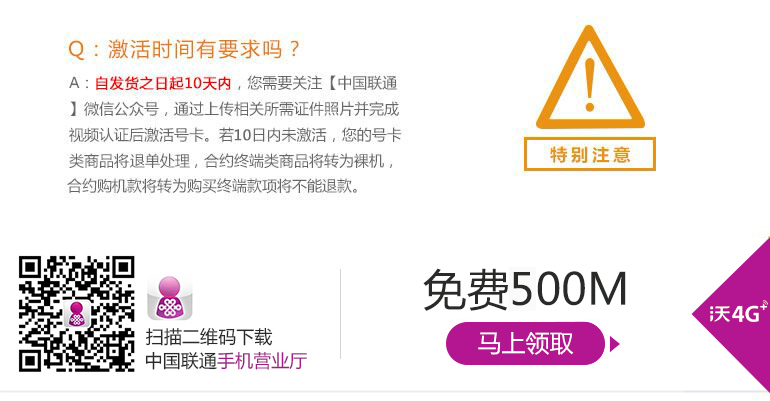 Q：激活时间有要求吗？
A：自发货之日起10天内，您需要关注【中国联通
】微信公众号，通过上传相关所需证件照片并完成
视频认证后激活号卡。若10日内未激活，您的号卡
类商品将退单处理，合约终端类商品将转为裸机，
合约购机款将转为购买终端款项将不能退款。
特别注意
扫描二维码下载
中国联通手机营业厅
免费500M
马上领取
沃4G+